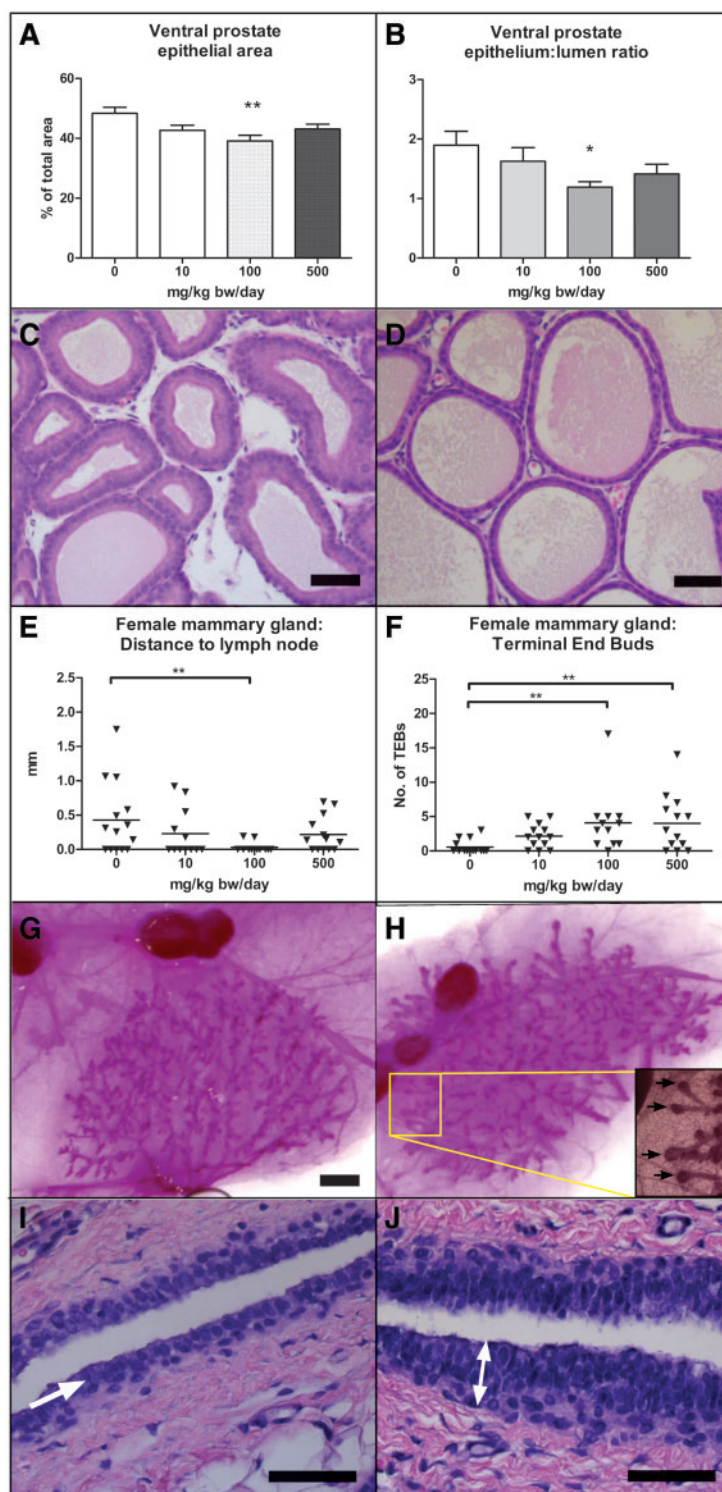 A
Ventral prostate
epithelial area
60
40
20
0
% of total area
**
0 10 100 500
mg/kg bw/day
B
Ventral prostate
epithelium:lumen ratio
3
2
1
0
*
0 10 100 500
mg/kg bw/day
C
D
E
Female mammary gland:
Distance to lymph node
2.5
2.0
1.5
1.0
0.5
0.0
mm
**
0 10 100 500
mg/kg bw/day
F
Female mammary gland:
Terminal End Buds
25
20
15
10
5
0
No. of TEBs
**
**
0 10 100 500
mg/kg bw/day
G
H
I
J